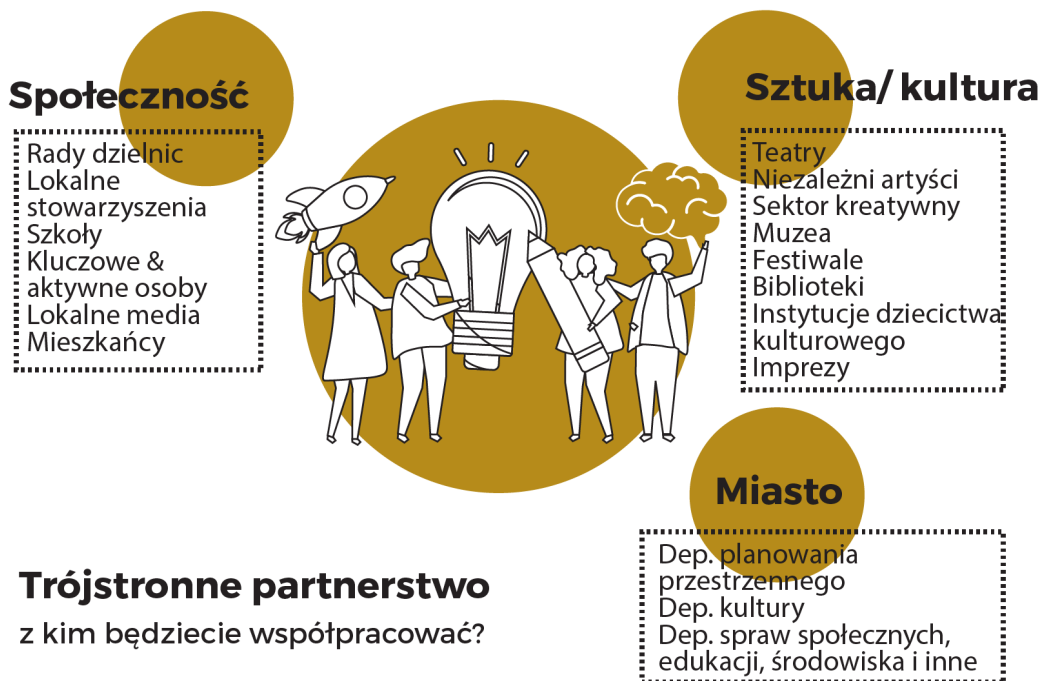 Społeczność
Rady dzielnic
Lokalne
stowarzyszenia
Szkoły
Kluczowe &
aktywne osoby
Lokalne media
Mieszkańcy
Sztuka/ kultura
Teatry
Niezależni artyści
Sektor kreatywny
Muzea
Festiwale
Biblioteki
Instytucje dziecictwa
kulturowego
Imprezy
Miasto
Dep. planowania
przestrzennego
Dep. kultury
Dep. spraw społecznych,
edukacji, środowiska i inne
Trójstronne partnerstwo
z kim będziecie współpracować?